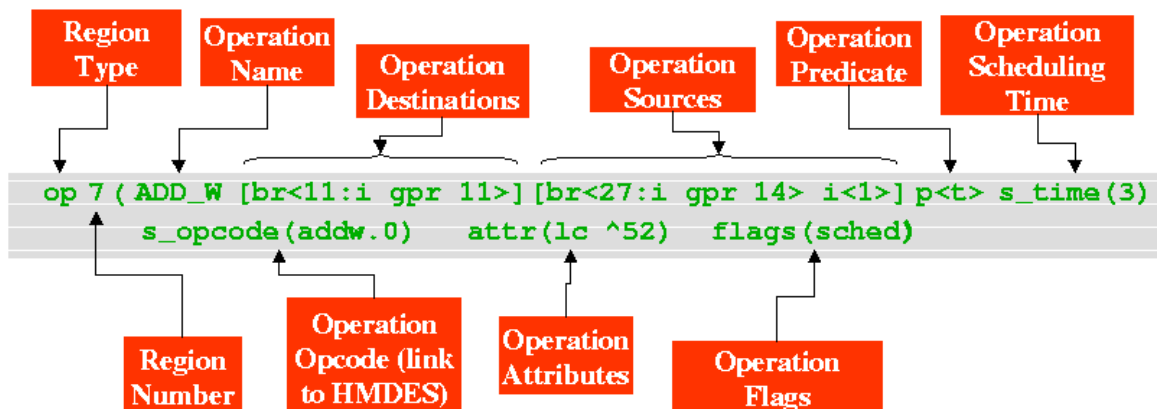 Region
Type
Operation
Name
Operation
Destinations
Operation
Sources
Operation
Predicate
Operation
Scheduling
Time
op 7 ( ADD_W [br<11:i gpr 11>][br<27:i gpr 14> i<1>] p<t> s_time(3)
s_opcode(addw.0) attr(lc ^52) flags(sched)
Region
Number
Operation
Opcode (link
to HMDES)
Operation
Attributes
Operation
Flags